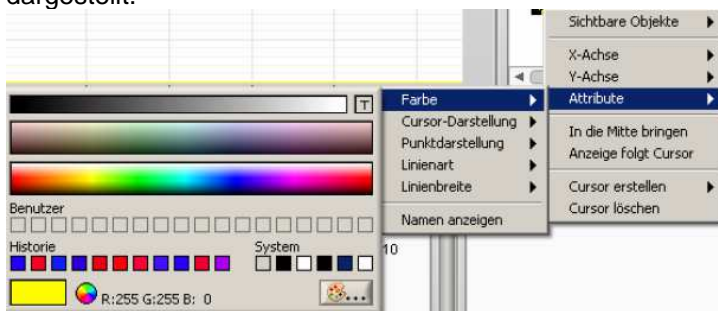 dargestellt.
Sichtbare Objekte
X-Achse
Y-Achse
Attribute
In die Mitte bringen
Anzeige folgt Cursor
Cursor erstellen
Cursor löschen
Farbe
Cursor-Darstellung
Punktdarstellung
Linienart
Linienbreite
Namen anzeigen
T
Benutzer
Historie
System
R:255 G:255 B: 0
...
10